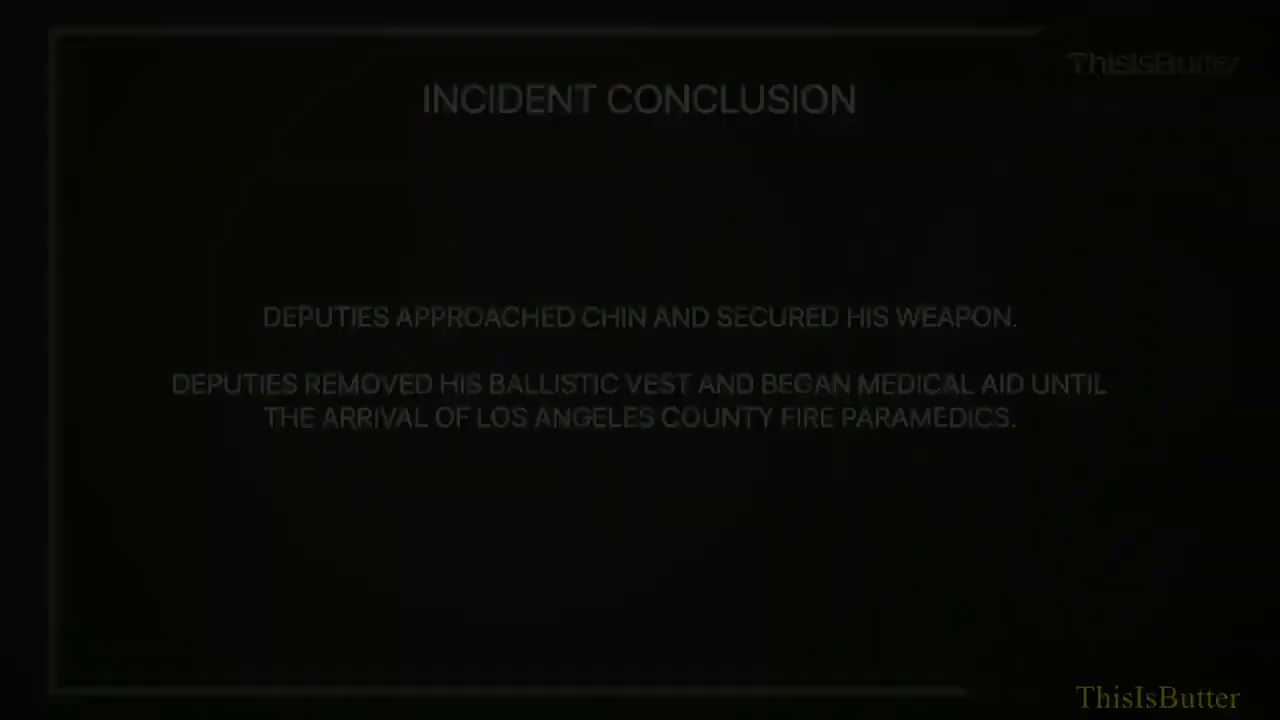 ThisIsButter
INCIDENT CONCLUSION
DEPUTIES APPROACHED CHIN AND SECURED HIS WEAPON.
DEPUTIES REMOVED HIS BALLISTIC VEST AND BEGAN MEDICAL AID UNTIL
THE ARRIVAL OF LOS ANGELES COUNTY FIRE PARAMEDICS.
ThisIsButter